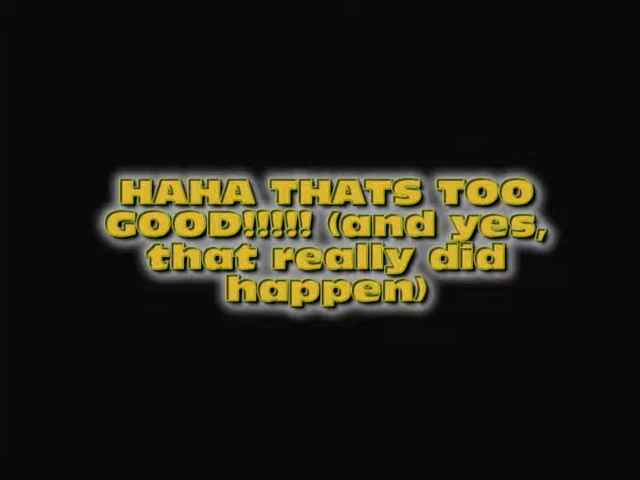 HAHA THATS TOO
GOOD!!!!! (and yes,
that really did
happen)